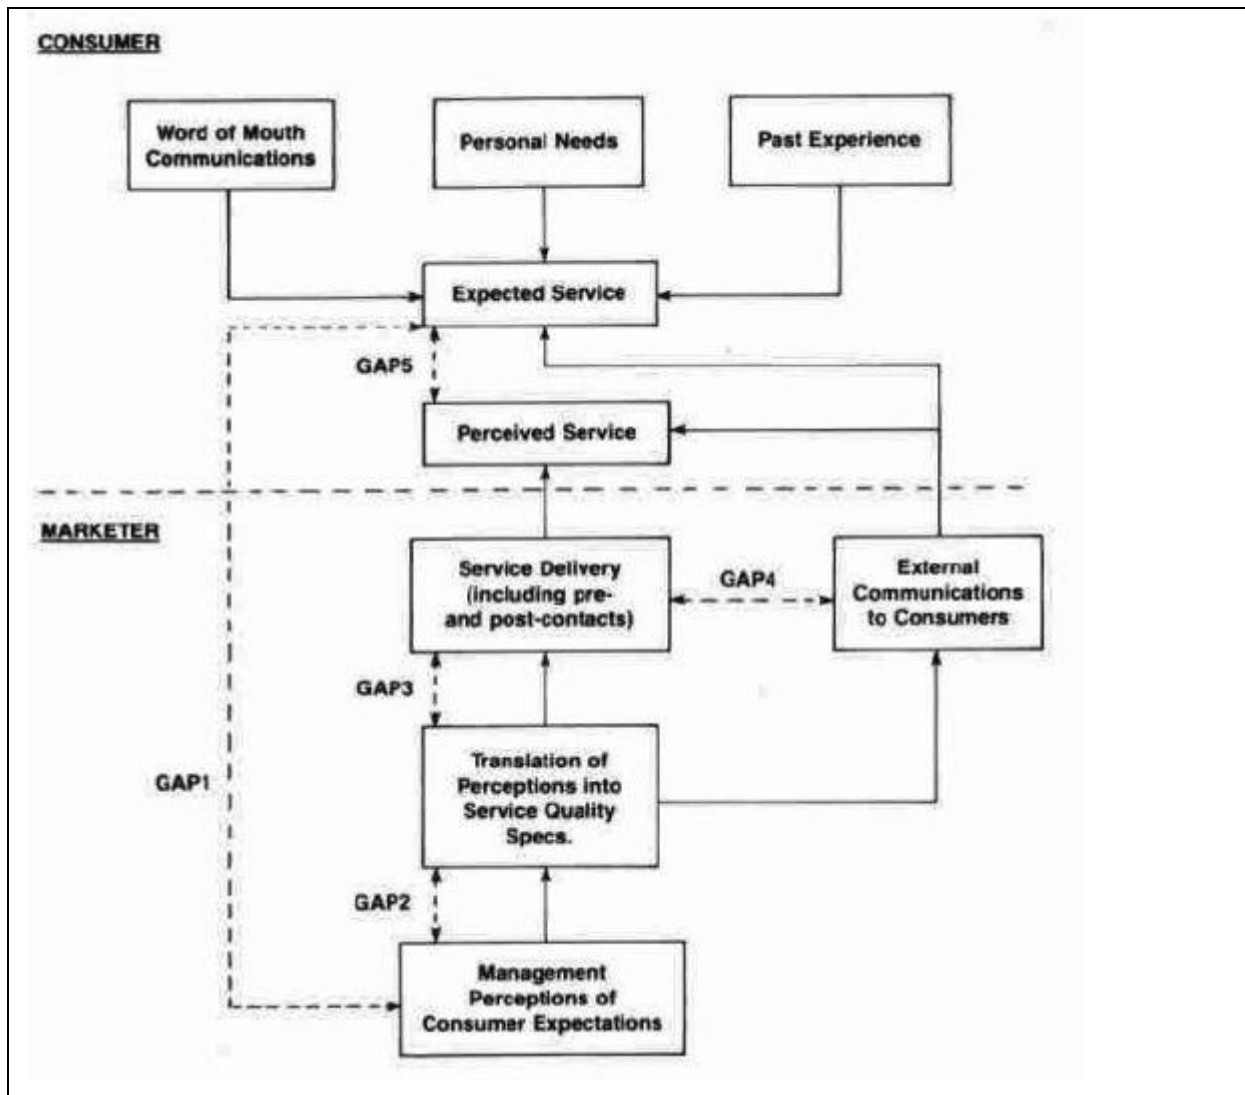 CONSUMER
Word of Mouth
Communications
Personal Needs
Past Experience
Expected Service
GAP5
Perceived Service
MARKETER
Service Delivery
(including pre-
and post-contacts)
GAP4
External
Communications
to Consumers
GAP3
Translation of
Perceptions into
Service Quality
Specs.
GAP1
GAP2
Management
Perceptions of
Consumer Expectations